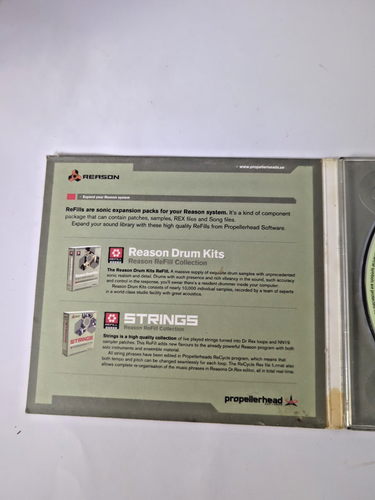 REASON
www.propellerheads.se
Expand your Reason system
ReFills are sonic expansion packs for your Reason system. It's a kind of component
package that can contain patches, samples, REX files and Song files.
Expand your sound library with these high quality ReFills from Propellerhead Software.
Reason Drum Kits
Reason ReFill Collection
The Reason Drum Kits ReFill. A massive supply of exquisite drum samples with unprecedented
sonic realism and detail. Drums with such presence and rich vibrancy in the sound, such accuracy
and control in the response, you'll swear there's a resident drummer inside your computer.
Reason Drum Kits consists of nearly 10,000 individual samples, recorded by a team of experts
in a world class studio facility with great acoustics.
STRINGS
Reason ReFill Collection
STRINGS
Strings is a high quality collection of live played strings turned into Dr Rex loops and NN19
sampler patches. This ReFill adds new flavours to the already powerful Reason program with both
solo instruments and ensemble material.
All string phrases have been edited in Propellerheads ReCycle program, which means that
both tempo and pitch can be changed seamlessly and in total freedom. The ReCycle Rex file format also
allows complete re-organisation of the music phrases in Reasons Dr.Rex editor, all in total real-time.
propellerhead